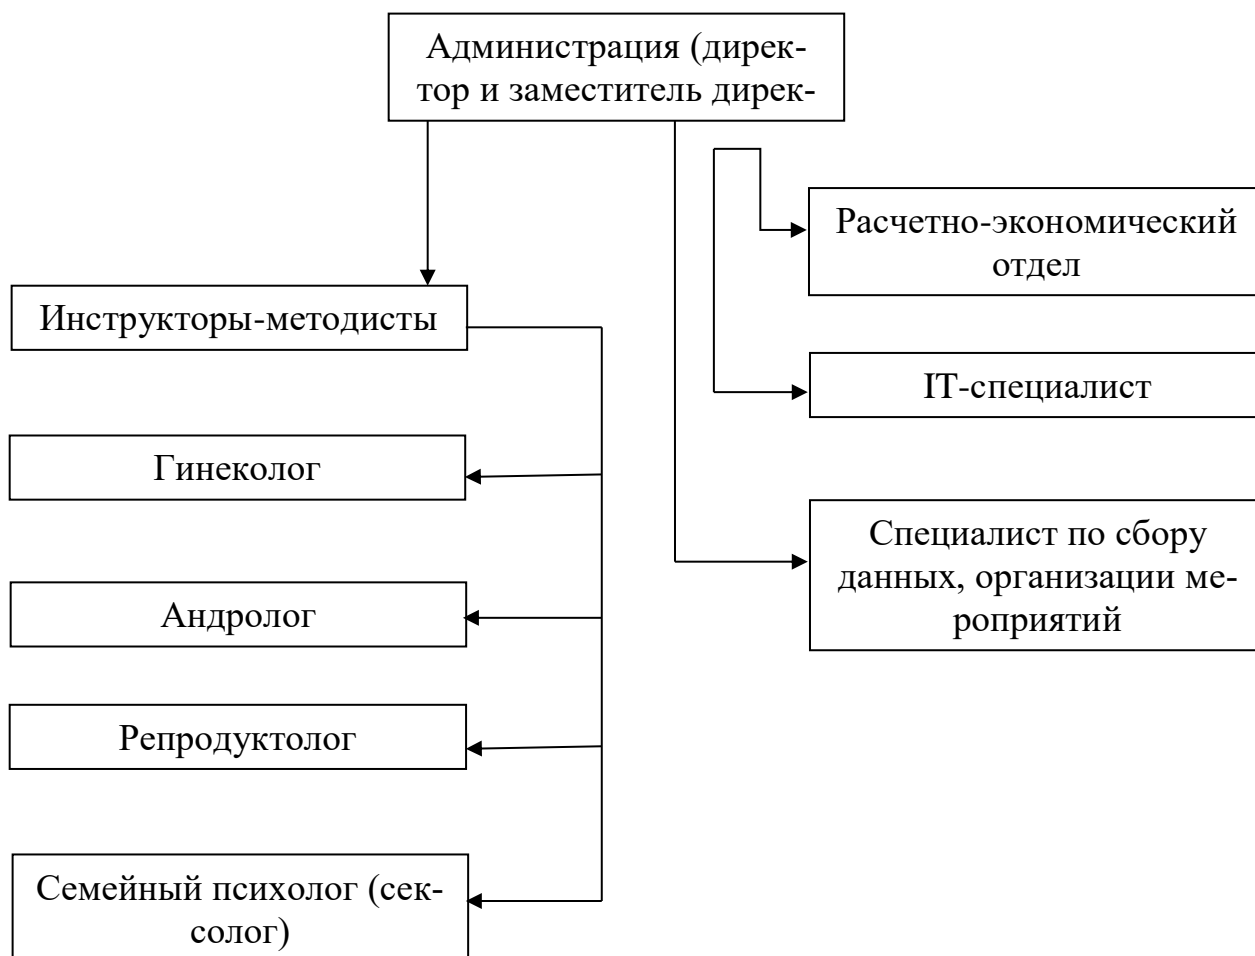 Администрация (дирек-
тор и заместитель дирек-
Расчетно-экономический
отдел
Инструкторы-методисты
IT-специалист
Гинеколог
Специалист по сбору
данных, организации ме-
роприятий
Андролог
Репродуктолог
Семейный психолог (сек-
солог)